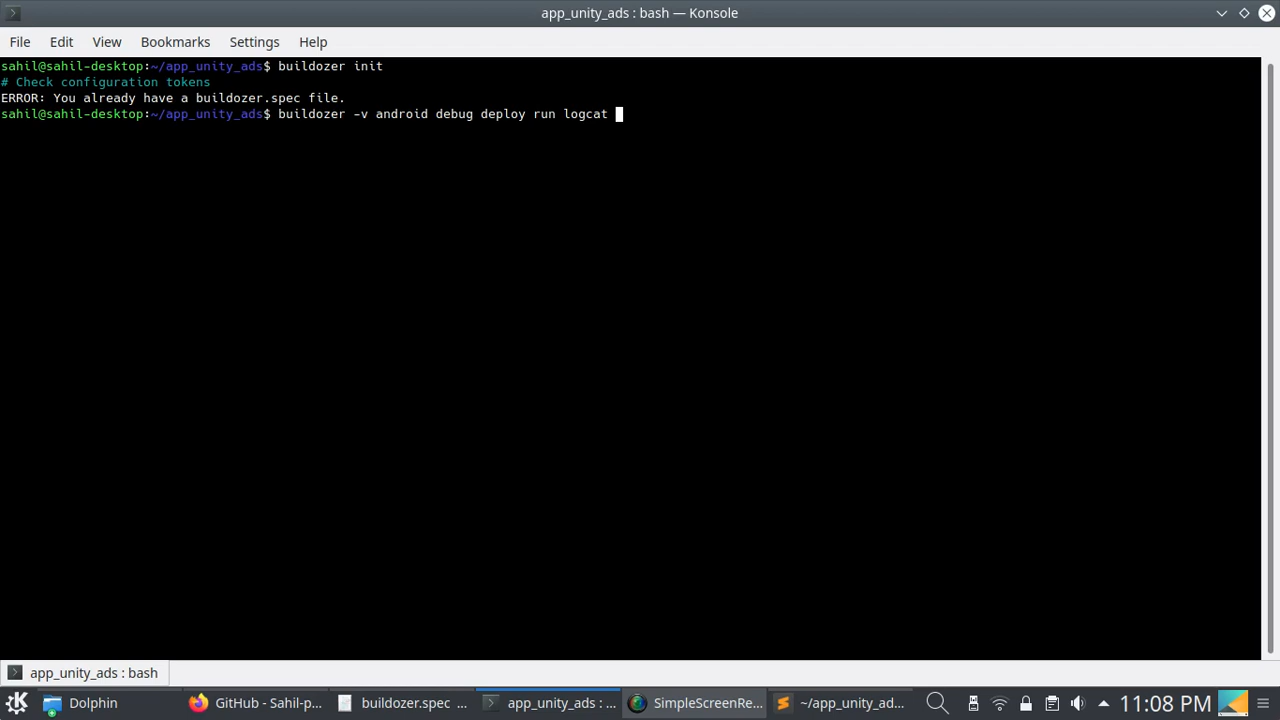 app_unity_ads : bash — Konsole
File Edit View Bookmarks Settings Help
sahil@sahil-desktop:~/app_unity_ads$ buildozer init
# Check configuration tokens
ERROR: You already have a buildozer.spec file.
sahil@sahil-desktop:~/app_unity_ads$ buildozer -v android debug deploy run logcat
app_unity_ads : bash
Dolphin GitHub - Sahil-p... buildozer.spec ... app_unity_ads : ... SimpleScreenRe... ~/app_unity_ad... 11:08 PM